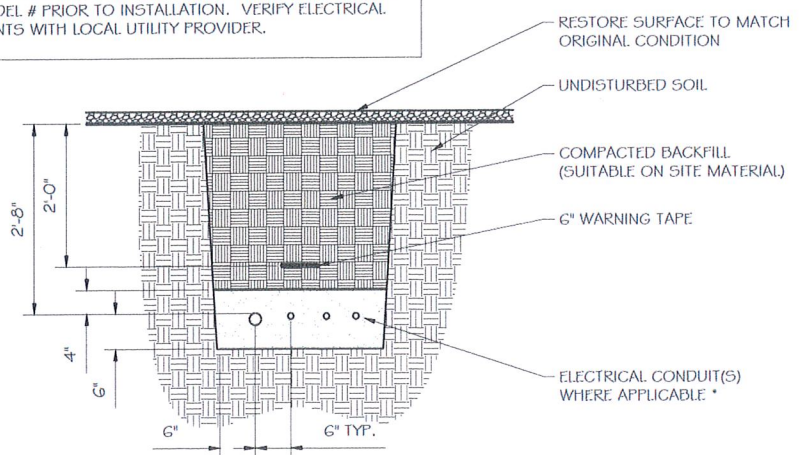 DEL # PRIOR TO INSTALLATION. VERIFY ELECTRICAL
NTS WITH LOCAL UTILITY PROVIDER.
RESTORE SURFACE TO MATCH
ORIGINAL CONDITION
UNDISTURBED SOIL
COMPACTED BACKFILL
(SUITABLE ON SITE MATERIAL)
6" WARNING TAPE
ELECTRICAL CONDUIT(S)
WHERE APPLICABLE *
2'-8"
2'-0"
4"
6"
6"
6" TYP.